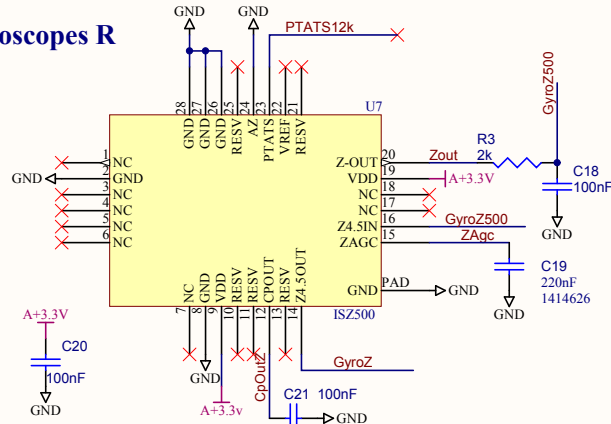 GND
GND
PTATS12k
oscopes R
GyroZ500
U7
28 27 26 25 24 23 22 21
GND GND GND RESV AZ PTATS VREF RESV
R3
2k
1 NC
2 GND
3 NC
4 NC
5 NC
6 NC
GND
Z-OUT 20 Zout
VDD 19 A+3.3V
NC 18
NC 17
Z4.5IN 16 GyroZ500
ZAGC 15 ZAgc
GND PAD GND
C18
100nF
GND
C19
220nF
1414626
GND
NC GND VDD RESV RESV CPOUT RESV Z4.5OUT
7 8 9 10 11 12 13 14
ISZ500
A+3.3V
C20
100nF
GND
GND
A+3.3v
CpOutZ
GyroZ
C21 100nF
GND